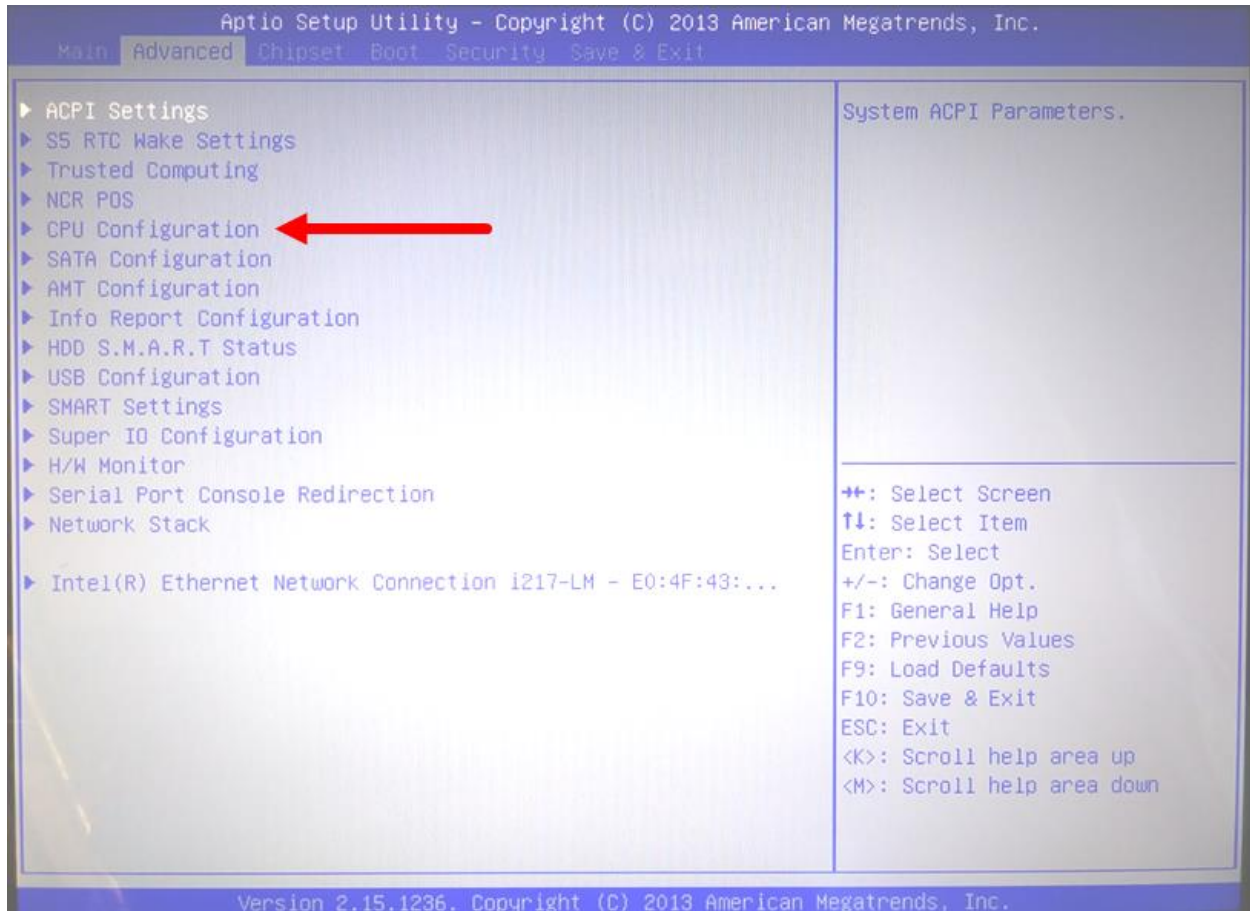 Aptio Setup Utility – Copyright (C) 2013 American Megatrends, Inc.
Main Advanced Chipset Boot Security Save & Exit
ACPI Settings
S5 RTC Wake Settings
Trusted Computing
NCR POS
CPU Configuration
SATA Configuration
AMT Configuration
Info Report Configuration
HDD S.M.A.R.T Status
USB Configuration
SMART Settings
Super IO Configuration
H/W Monitor
Serial Port Console Redirection
Network Stack
Intel(R) Ethernet Network Connection i217-LM – E0:4F:43:...
System ACPI Parameters.
→←: Select Screen
↑↓: Select Item
Enter: Select
+/-: Change Opt.
F1: General Help
F2: Previous Values
F9: Load Defaults
F10: Save & Exit
ESC: Exit
<K>: Scroll help area up
<M>: Scroll help area down
Version 2.15.1236. Copyright (C) 2013 American Megatrends, Inc.